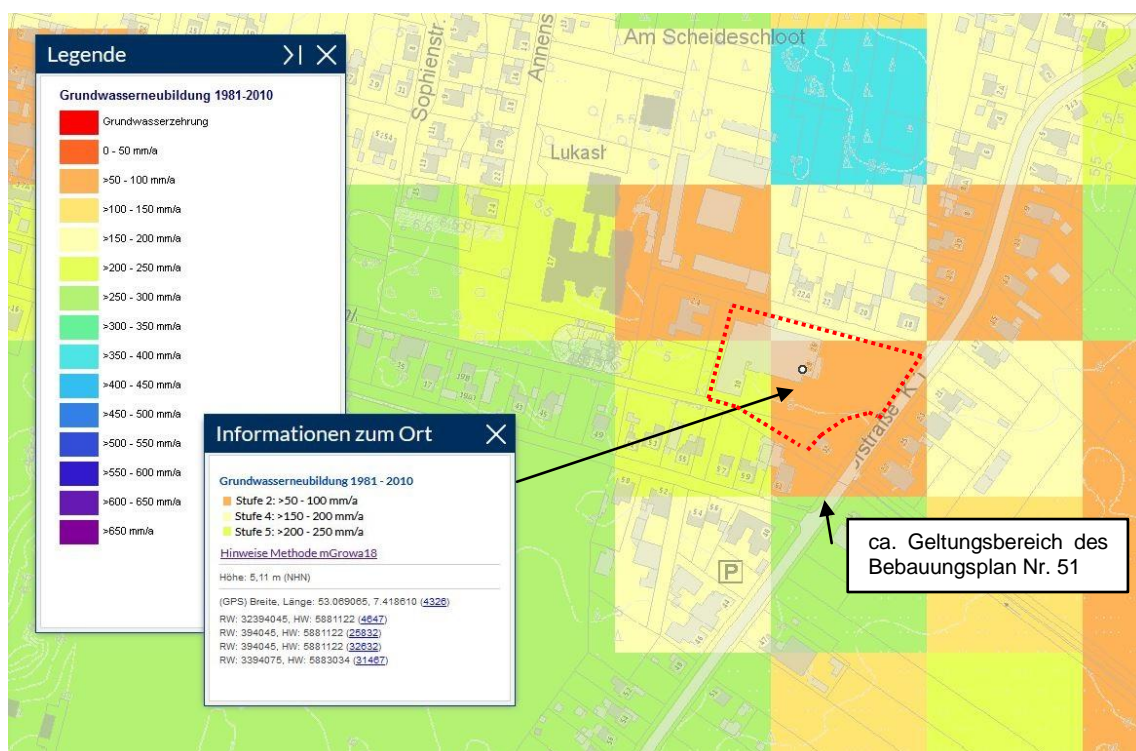 Legende
Grundwasserneubildung 1981-2010
Grundwasserzehrung
0 - 50 mm/a
>50 - 100 mm/a
>100 - 150 mm/a
>150 - 200 mm/a
>200 - 250 mm/a
>250 - 300 mm/a
>300 - 350 mm/a
>350 - 400 mm/a
>400 - 450 mm/a
>450 - 500 mm/a
>500 - 550 mm/a
>550 - 600 mm/a
>600 - 650 mm/a
>650 mm/a
Sophienstr.
Annens
Am Scheideschloot
Lukask
Informationen zum Ort
Grundwasserneubildung 1981 - 2010
Stufe 2: >50 - 100 mm/a
Stufe 4: >150 - 200 mm/a
Stufe 5: >200 - 250 mm/a
Hinweise Methode mGrowa18
Höhe: 5,11 m (NHN)
(GPS) Breite, Länge: 53.069065, 7.418610 (4326)
RW: 32394045, HW: 5881122 (4647)
RW: 394045, HW: 5881122 (25832)
RW: 394045, HW: 5881122 (32632)
RW: 3394075, HW: 5883034 (31467)
rstraße K
P
ca. Geltungsbereich des
Bebauungsplan Nr. 51